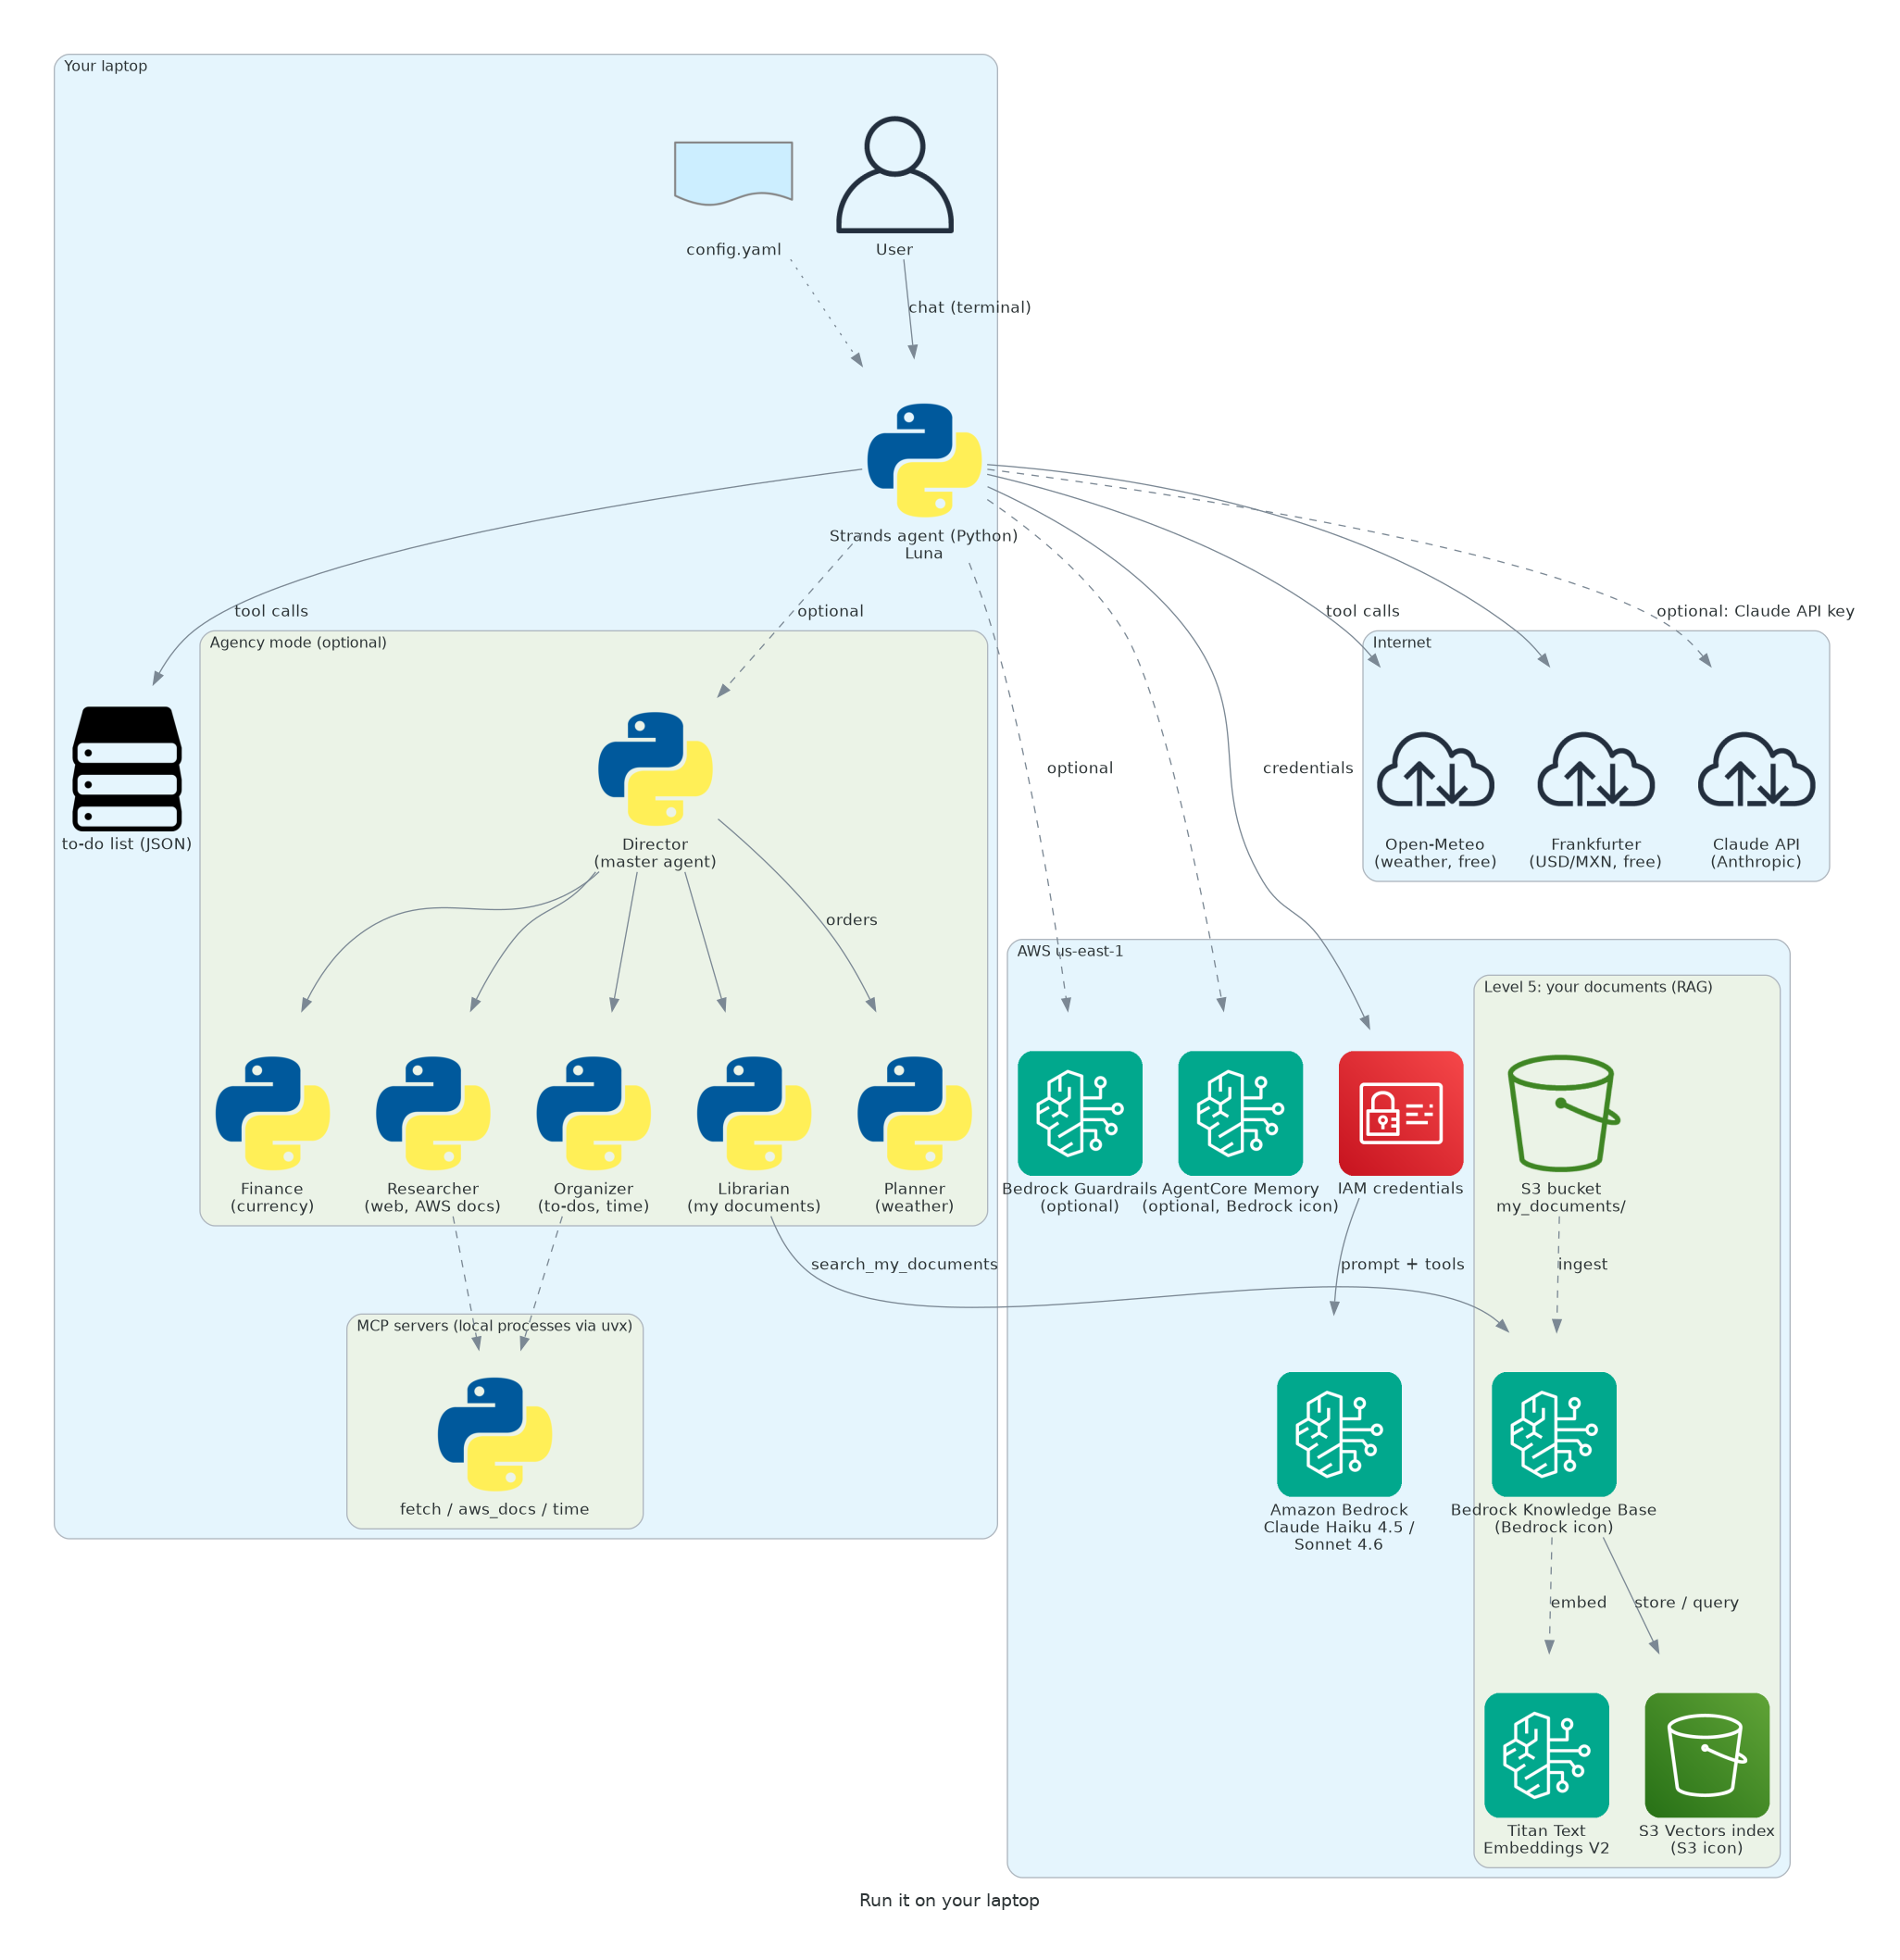 Your laptop
config.yaml
User
chat (terminal)
Strands agent (Python)
Luna
tool calls
optional
tool calls
optional: Claude API key
Agency mode (optional)
Internet
optional
credentials
to-do list (JSON)
Director
(master agent)
Open-Meteo
(weather, free)
Frankfurter
(USD/MXN, free)
Claude API
(Anthropic)
orders
AWS us-east-1
Level 5: your documents (RAG)
Finance
(currency)
Researcher
(web, AWS docs)
Organizer
(to-dos, time)
Librarian
(my documents)
Planner
(weather)
Bedrock Guardrails
(optional)
AgentCore Memory
(optional, Bedrock icon)
IAM credentials
S3 bucket
my_documents/
search_my_documents
prompt + tools
ingest
MCP servers (local processes via uvx)
fetch / aws_docs / time
Amazon Bedrock
Claude Haiku 4.5 /
Sonnet 4.6
Bedrock Knowledge Base
(Bedrock icon)
embed
store / query
Titan Text
Embeddings V2
S3 Vectors index
(S3 icon)
Run it on your laptop